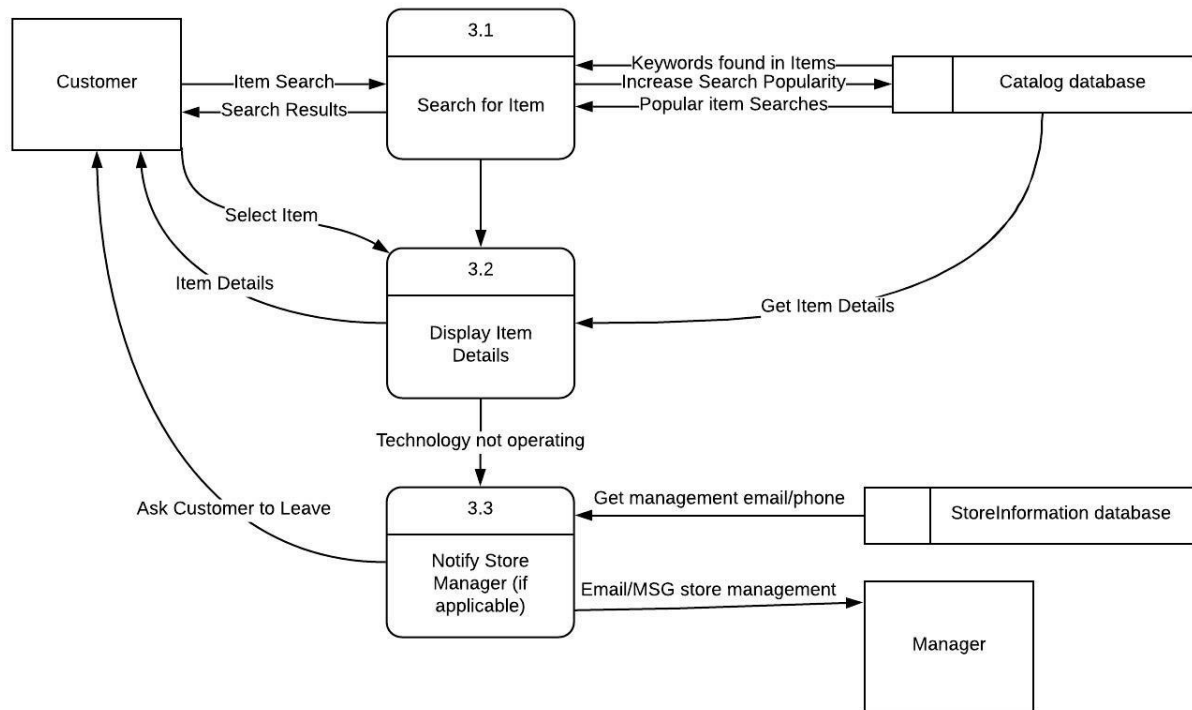 3.1
Customer
Item Search
Search Results
Search for Item
Keywords found in Items
Increase Search Popularity
Popular item Searches
Catalog database
Select Item
3.2
Item Details
Display Item
Details
Get Item Details
Technology not operating
Ask Customer to Leave
3.3
Notify Store
Manager (if
applicable)
Get management email/phone
StoreInformation database
Email/MSG store management
Manager